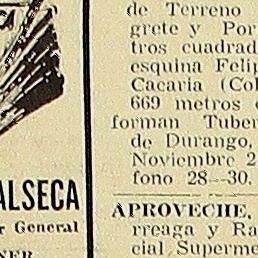 de Terreno
grete y Por
tros cuadrad
esquina Felip
Cacaria (Col
669 metros c
forman Tuber
de Durango,
Noviembre 2
fono 28-30.
ALSECA
r General
NER
APROVECHE,
rreaga y Ra
cial Superme